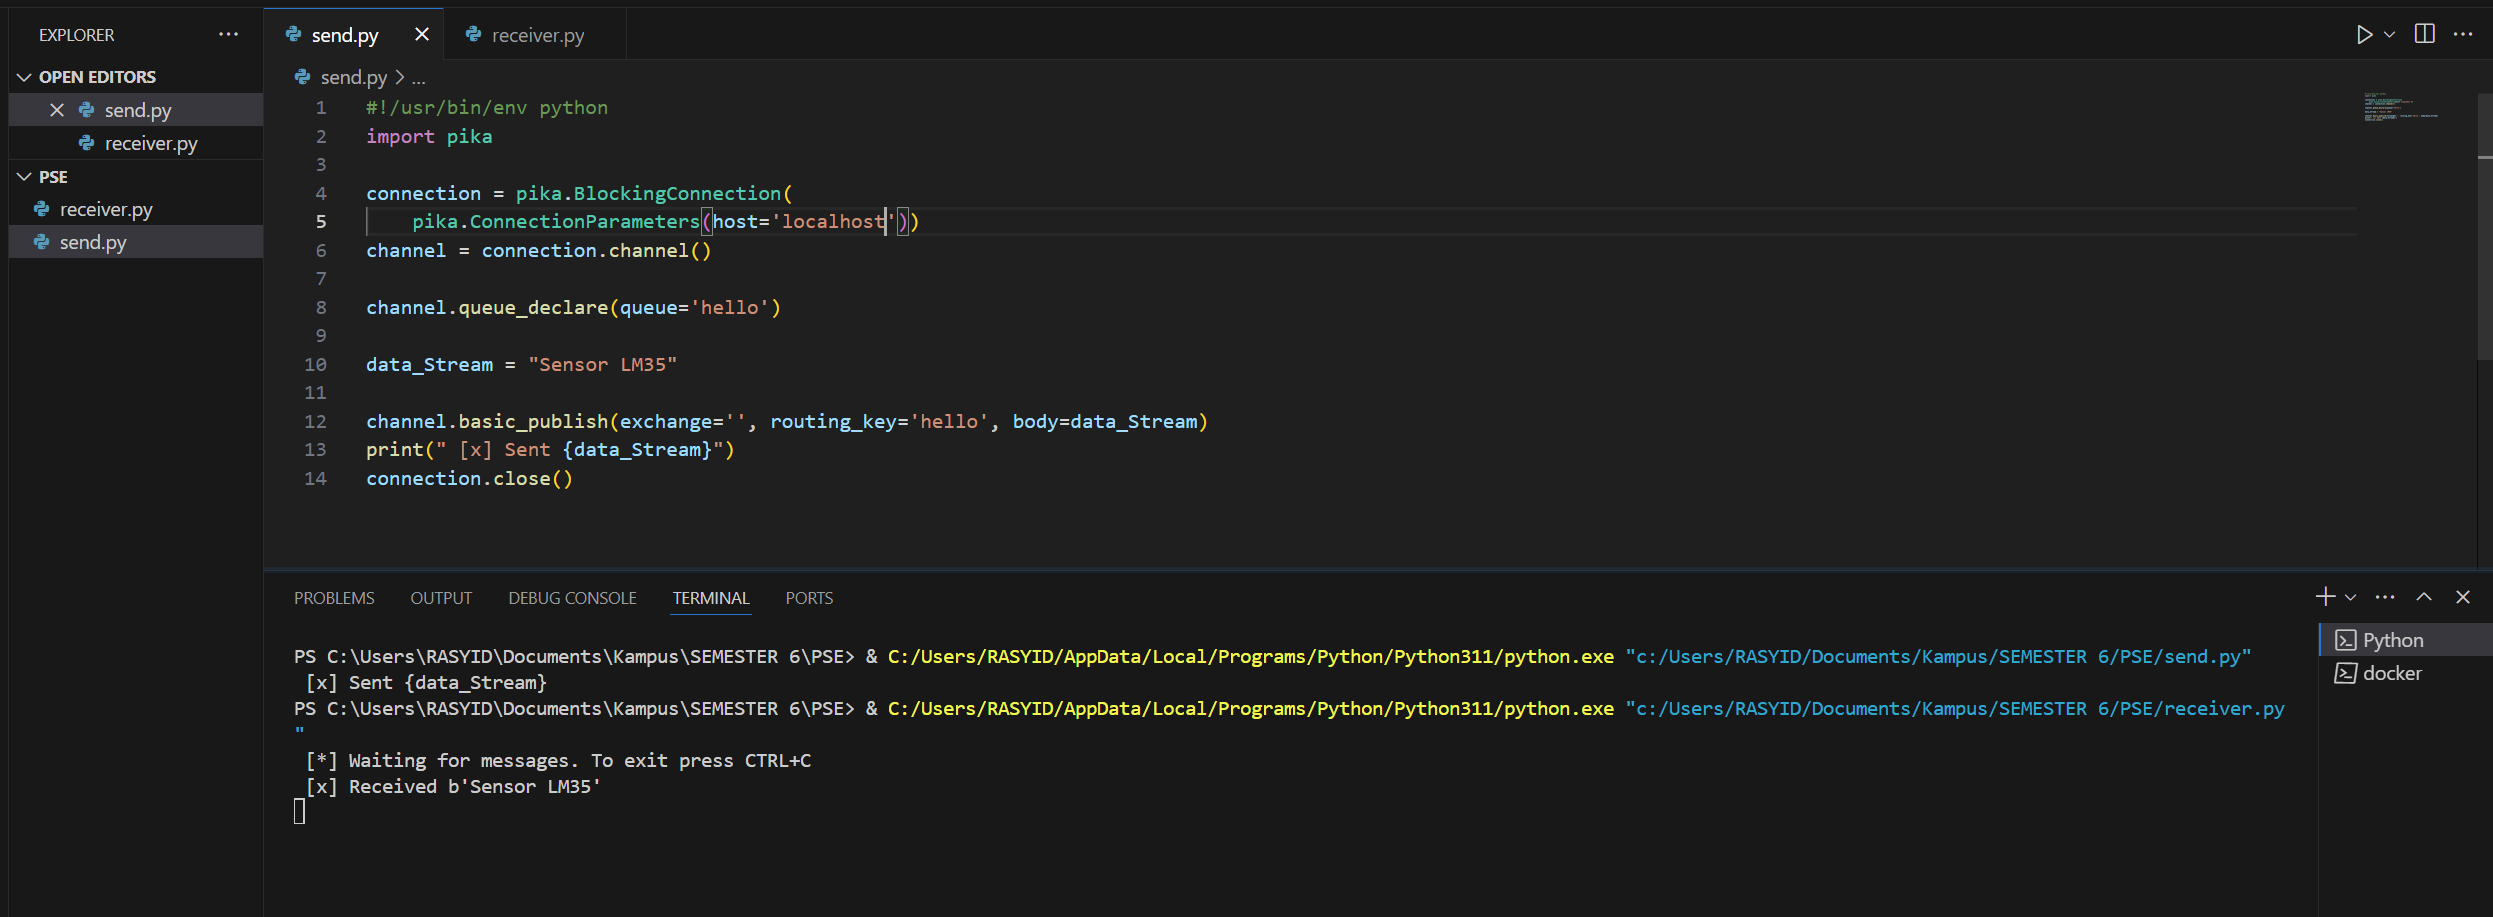 EXPLORER
OPEN EDITORS
send.py
receiver.py
PSE
receiver.py
send.py
send.py
receiver.py
send.py > ...
1 #!/usr/bin/env python
2 import pika
3
4 connection = pika.BlockingConnection(
5     pika.ConnectionParameters(host='localhost'))
6 channel = connection.channel()
7
8 channel.queue_declare(queue='hello')
9
10 data_Stream = "Sensor LM35"
11
12 channel.basic_publish(exchange='', routing_key='hello', body=data_Stream)
13 print(" [x] Sent {data_Stream}")
14 connection.close()
PROBLEMS OUTPUT DEBUG CONSOLE TERMINAL PORTS
PS C:\Users\RASYID\Documents\Kampus\SEMESTER 6\PSE> & C:/Users/RASYID/AppData/Local/Programs/Python/Python311/python.exe "c:/Users/RASYID/Documents/Kampus/SEMESTER 6/PSE/send.py"
[x] Sent {data_Stream}
PS C:\Users\RASYID\Documents\Kampus\SEMESTER 6\PSE> & C:/Users/RASYID/AppData/Local/Programs/Python/Python311/python.exe "c:/Users/RASYID/Documents/Kampus/SEMESTER 6/PSE/receiver.py
"
[*] Waiting for messages. To exit press CTRL+C
[x] Received b'Sensor LM35'
Python
docker